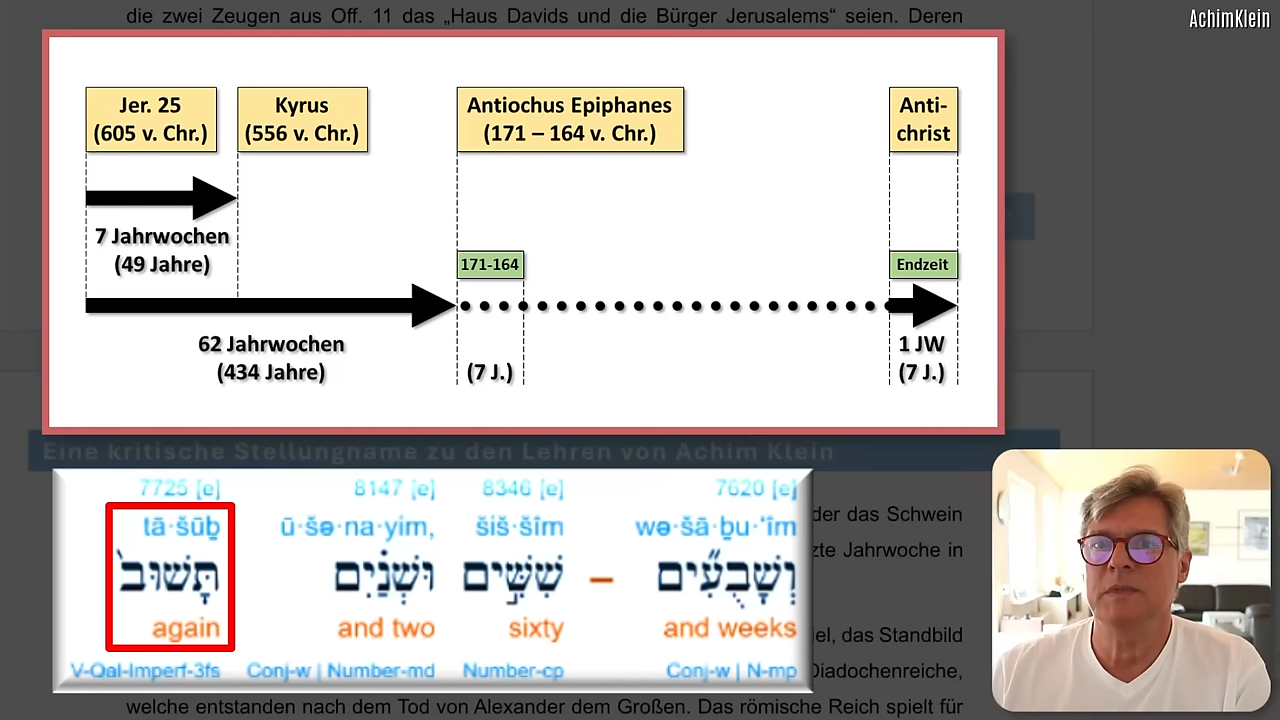 die zwei Zeugen aus Off. 11 das „Haus Davids und die Bürger Jerusalems“ seien. Deren
AchimKlein
Jer. 25
(605 v. Chr.)
Kyrus
(556 v. Chr.)
Antiochus Epiphanes
(171 – 164 v. Chr.)
Anti-
christ
7 Jahrwochen
(49 Jahre)
171-164
Endzeit
62 Jahrwochen
(434 Jahre)
(7 J.)
1 JW
(7 J.)
Eine kritische Stellungname zu den Lehren von Achim Klein
7725 [e] 8147 [e] 8346 [e] 7620 [e]
tā·šūḇ ū·šə·na·yim, šiš·šîm wə·šā·ḇu·‘îm
תָּשׁוּב֙ וּשְׁנַ֗יִם שִׁשִּׁ֣ים – וְשָׁבֻעִ֞ים
again and two sixty and weeks
V-Qal-Imperf-3fs Conj-w | Number-md Number-cp Conj-w | N-mp
der das Schwein
zte Jahrwoche in
iel, das Standbild
Diadochenreiche,
welche entstanden nach dem Tod von Alexander dem Großen. Das römische Reich spielt für